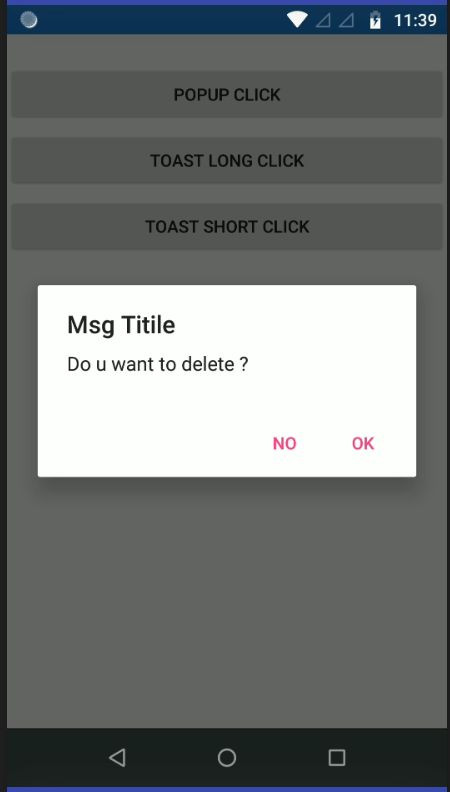 11:39
POPUP CLICK
TOAST LONG CLICK
TOAST SHORT CLICK
Msg Titile
Do u want to delete ?
NO OK